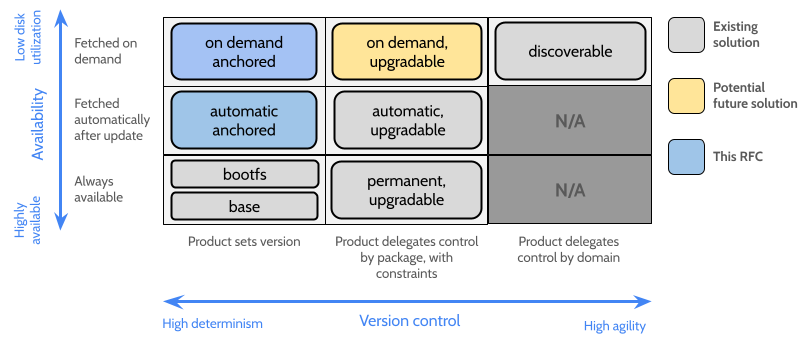 Low disk
utilization
Availability
Highly
available
Fetched on
demand
on demand
anchored
on demand,
upgradable
discoverable
Fetched
automatically
after update
automatic
anchored
automatic,
upgradable
N/A
Always
available
bootfs
base
permanent,
upgradable
N/A
Product sets version
Product delegates control
by package, with
constraints
Product delegates
control by domain
High determinism
Version control
High agility
Existing
solution
Potential
future solution
This RFC